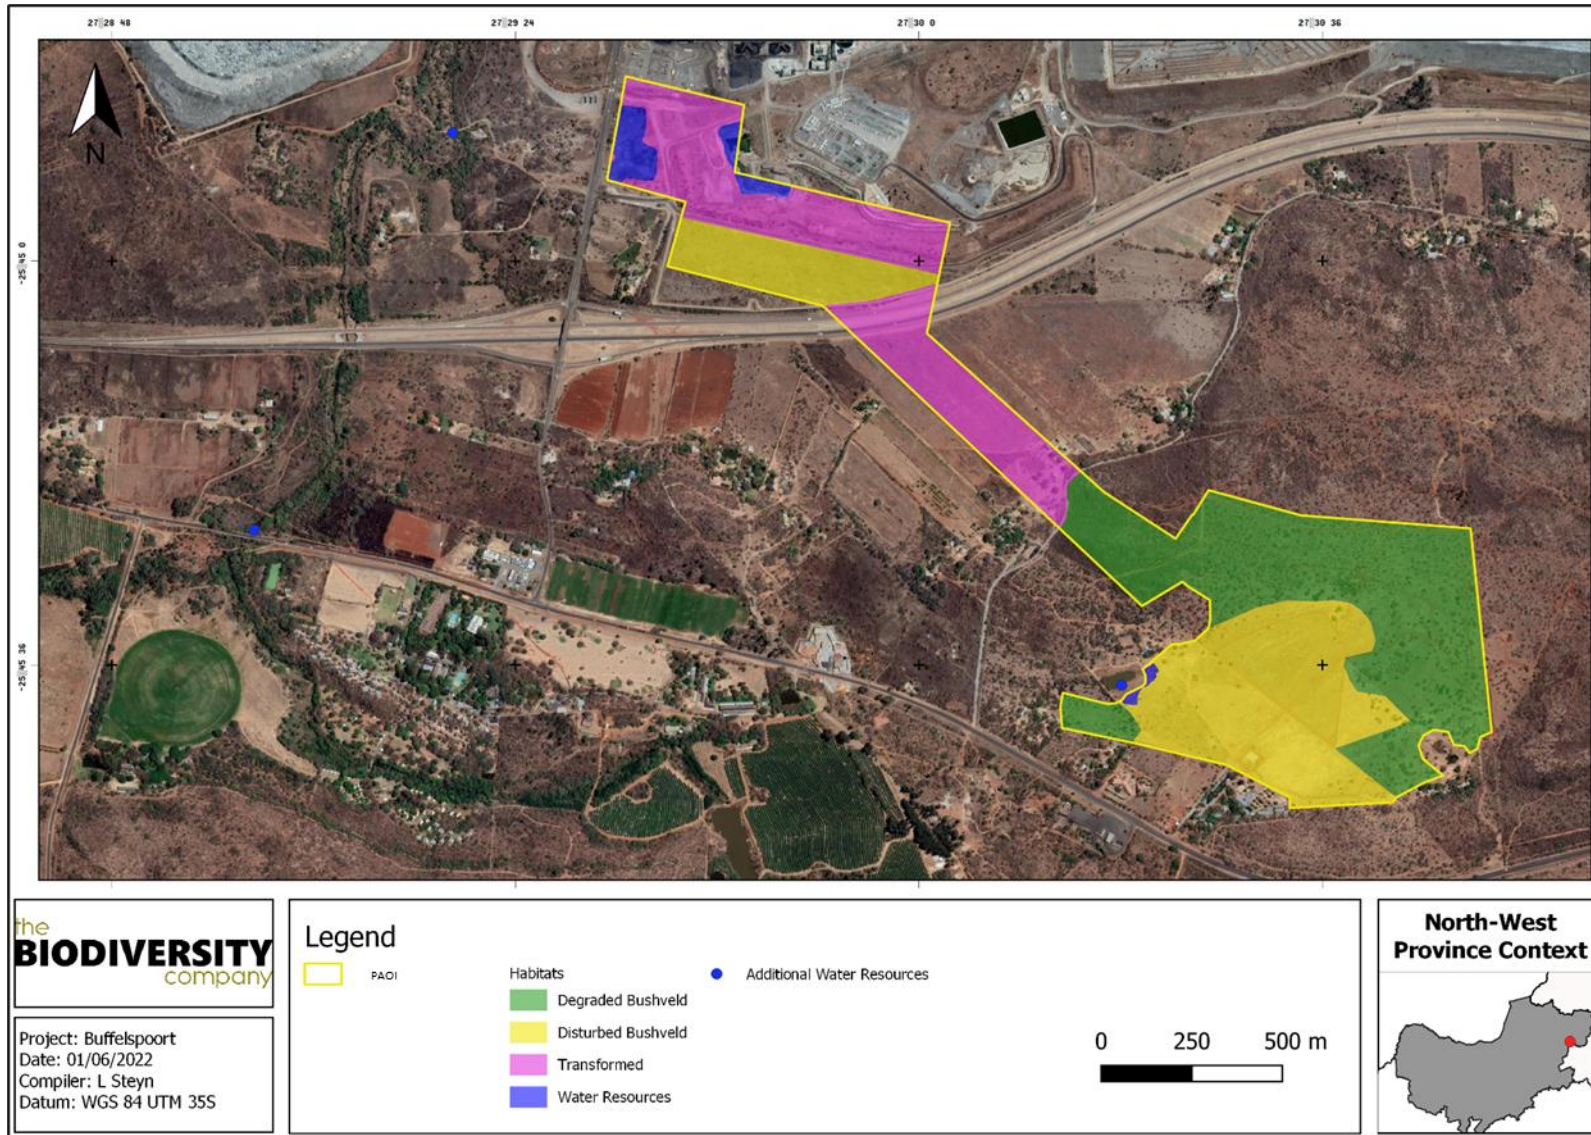 27°28 48
27°29 24
27°30 0
27°30 36
N
-25°45 0
-25°45 36
the
BIODIVERSITY
company
Project: Buffelspoort
Date: 01/06/2022
Compiler: L Steyn
Datum: WGS 84 UTM 35S
Legend
PAOI
Habitats
Degraded Bushveld
Disturbed Bushveld
Transformed
Water Resources
Additional Water Resources
0 250 500 m
North-West
Province Context